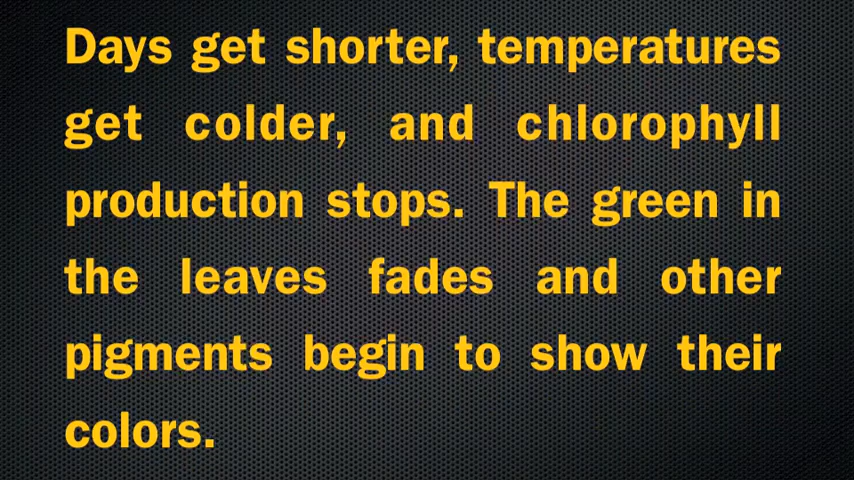 Days get shorter, temperatures
get colder, and chlorophyll
production stops. The green in
the leaves fades and other
pigments begin to show their
colors.